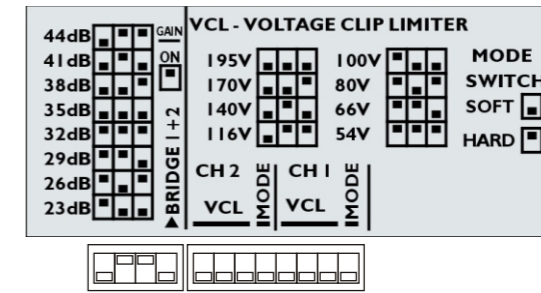 GAIN
44dB
41dB
38dB
35dB
32dB
29dB
26dB
23dB
ON
▲BRIDGE 1+2
VCL - VOLTAGE CLIP LIMITER
195V 100V
170V 80V
140V 66V
116V 54V
MODE
SWITCH
SOFT
HARD
CH 2 CH 1
VCL MODE VCL MODE